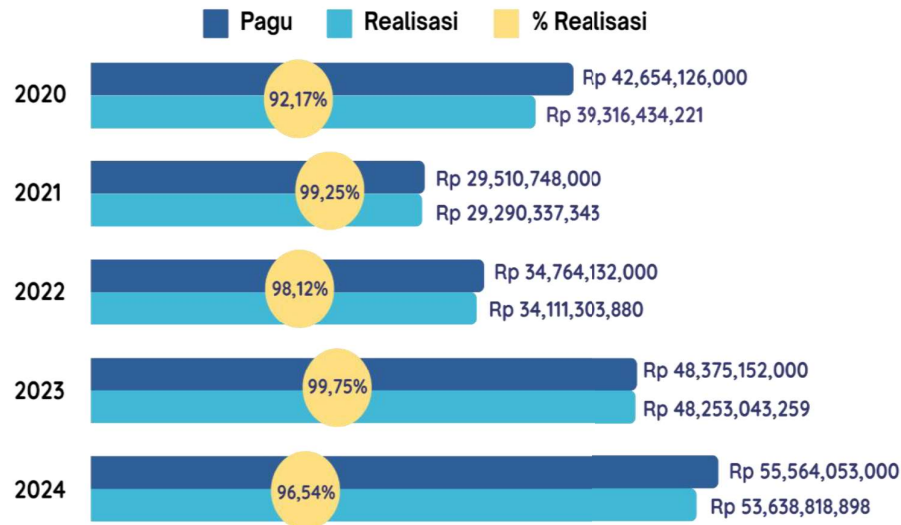 Pagu Realisasi % Realisasi
2020
Rp 42,654,126,000
92,17%
Rp 39,316,434,221
2021
Rp 29,510,748,000
99,25%
Rp 29,290,337,343
2022
Rp 34,764,132,000
98,12%
Rp 34,111,303,880
2023
Rp 48,375,152,000
99,75%
Rp 48,253,043,259
2024
Rp 55,564,053,000
96,54%
Rp 53,638,818,898